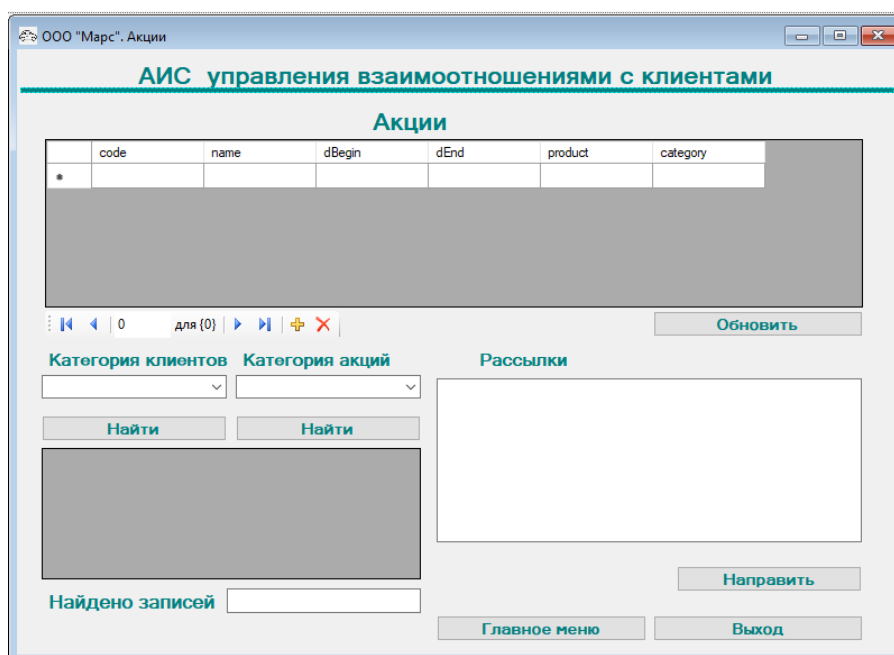 ООО "Марс". Акции
АИС управления взаимоотношениями с клиентами
Акции
code name dBegin dEnd product category
*
0 для {0} Обновить
Категория клиентов Категория акций Рассылки
Найти Найти
Направить
Найдено записей
Главное меню Выход